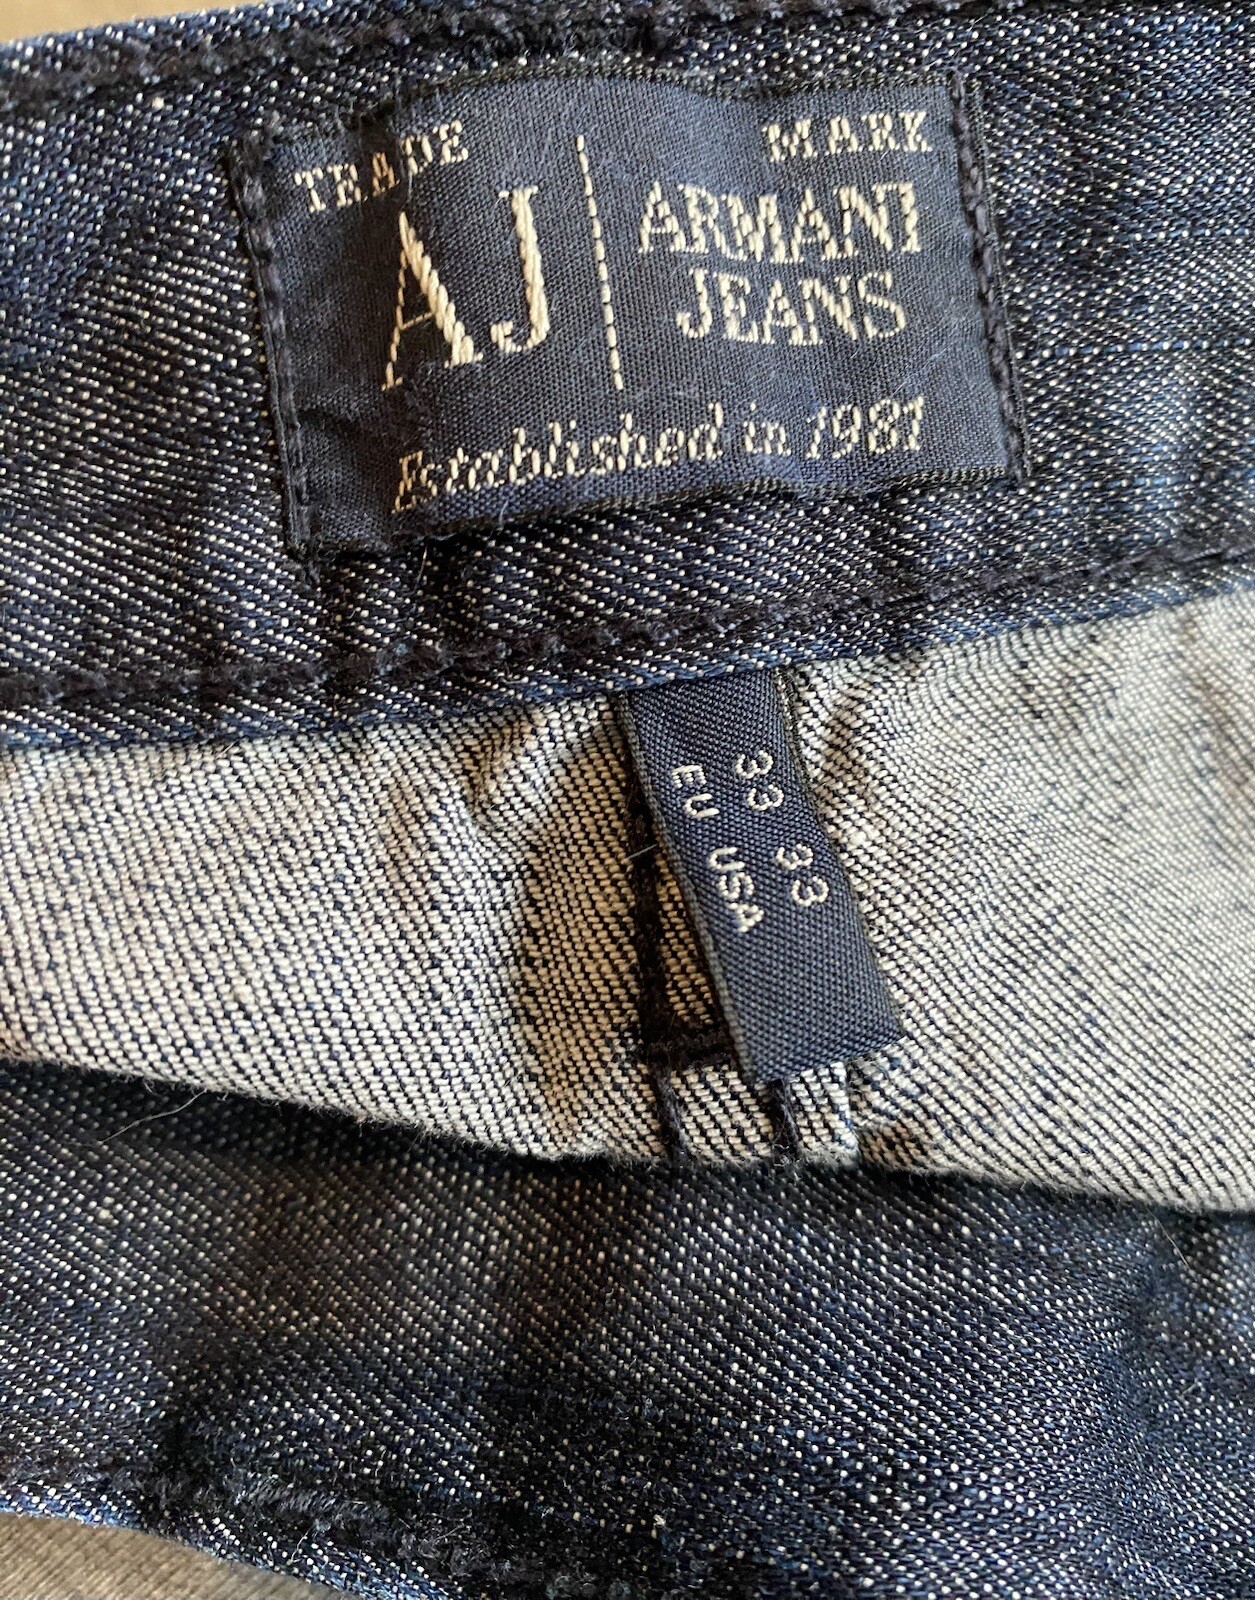 TRADE MARK
AJ
ARMANI
JEANS
Established in 1981
33 33
EU USA